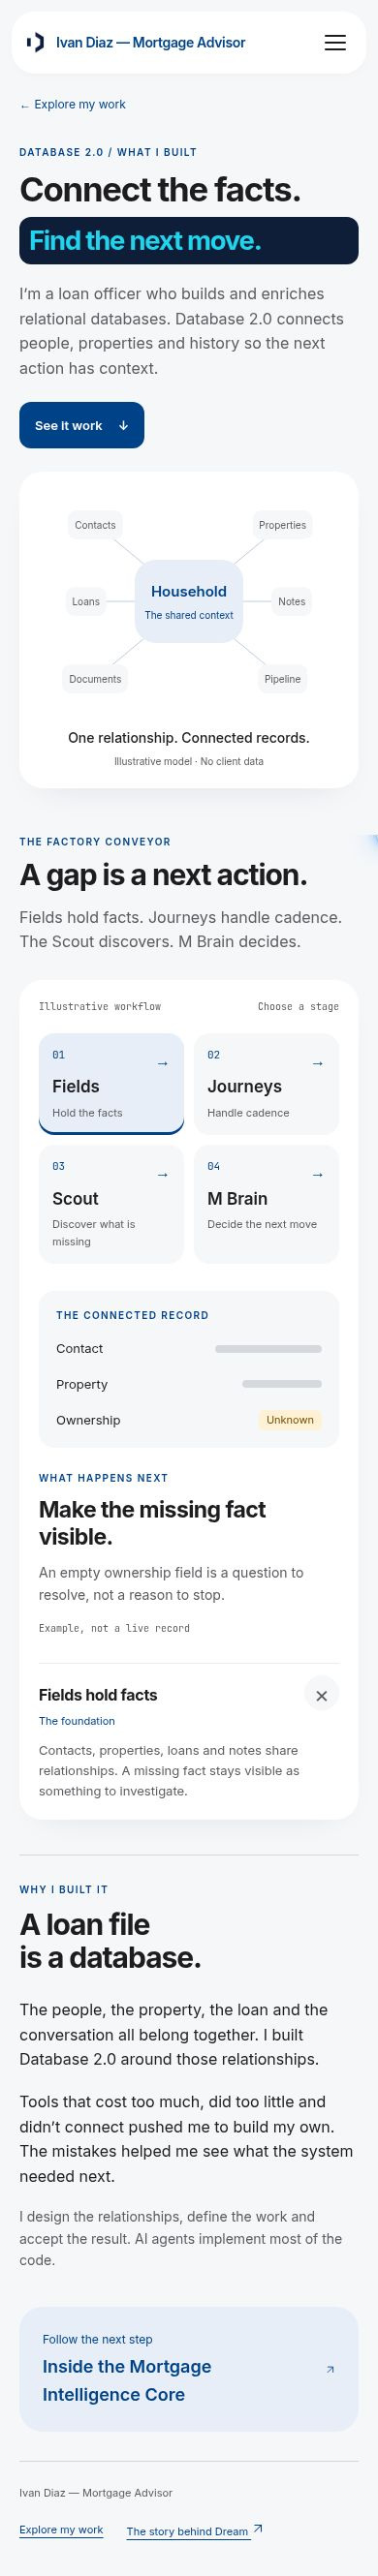 Ivan Diaz — Mortgage Advisor
← Explore my work
DATABASE 2.0 / WHAT I BUILT
Connect the facts.
Find the next move.
I’m a loan officer who builds and enriches
relational databases. Database 2.0 connects
people, properties and history so the next
action has context.
See it work ↓
Contacts
Properties
Household
Loans
The shared context
Notes
Documents
Pipeline
One relationship. Connected records.
Illustrative model · No client data
THE FACTORY CONVEYOR
A gap is a next action.
Fields hold facts. Journeys handle cadence.
The Scout discovers. M Brain decides.
Illustrative workflow
Choose a stage
01 →
Fields
Hold the facts
02 →
Journeys
Handle cadence
03 →
Scout
Discover what is
missing
04 →
M Brain
Decide the next move
THE CONNECTED RECORD
Contact
Property
Ownership Unknown
WHAT HAPPENS NEXT
Make the missing fact
visible.
An empty ownership field is a question to
resolve, not a reason to stop.
Example, not a live record
Fields hold facts ✕
The foundation
Contacts, properties, loans and notes share
relationships. A missing fact stays visible as
something to investigate.
WHY I BUILT IT
A loan file
is a database.
The people, the property, the loan and the
conversation all belong together. I built
Database 2.0 around those relationships.
Tools that cost too much, did too little and
didn’t connect pushed me to build my own.
The mistakes helped me see what the system
needed next.
I design the relationships, define the work and
accept the result. AI agents implement most of the
code.
Follow the next step
Inside the Mortgage
Intelligence Core ↗
Ivan Diaz — Mortgage Advisor
Explore my work
The story behind Dream ↗